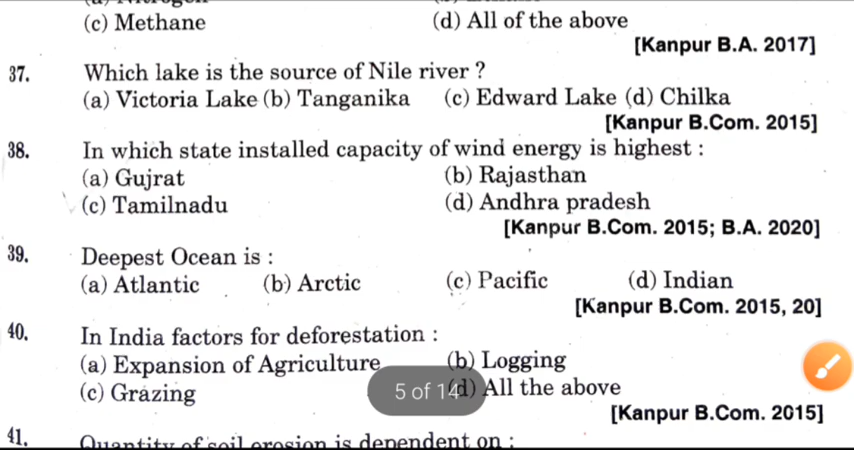 (c) Methane (d) All of the above
[Kanpur B.A. 2017]
37. Which lake is the source of Nile river ?
(a) Victoria Lake (b) Tanganika (c) Edward Lake (d) Chilka
[Kanpur B.Com. 2015]
38. In which state installed capacity of wind energy is highest :
(a) Gujrat (b) Rajasthan
(c) Tamilnadu (d) Andhra pradesh
[Kanpur B.Com. 2015; B.A. 2020]
39. Deepest Ocean is :
(a) Atlantic (b) Arctic (c) Pacific (d) Indian
[Kanpur B.Com. 2015, 20]
40. In India factors for deforestation :
(a) Expansion of Agriculture (b) Logging
(c) Grazing 5 of 14 (d) All the above
[Kanpur B.Com. 2015]
41. Quantity of soil erosion is dependent on :